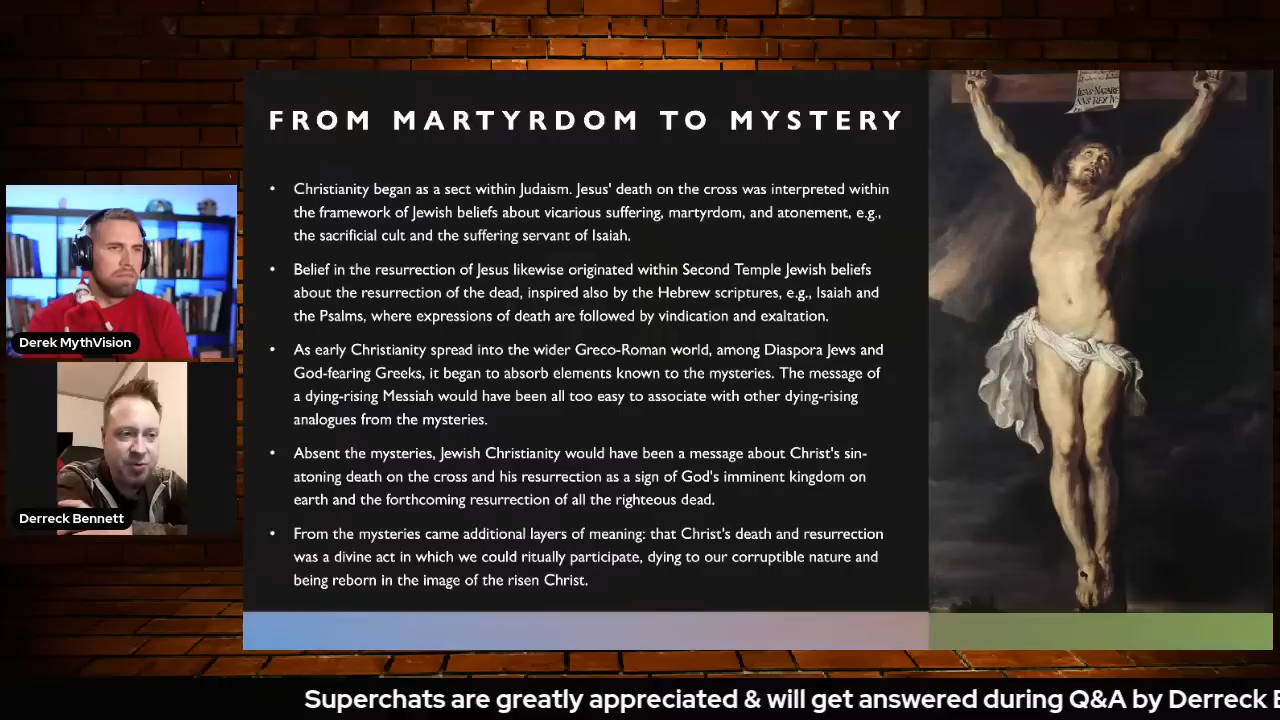 FROM MARTYRDOM TO MYSTERY
• Christianity began as a sect within Judaism. Jesus' death on the cross was interpreted within
the framework of Jewish beliefs about vicarious suffering, martyrdom, and atonement, e.g.,
the sacrificial cult and the suffering servant of Isaiah.
• Belief in the resurrection of Jesus likewise originated within Second Temple Jewish beliefs
about the resurrection of the dead, inspired also by the Hebrew scriptures, e.g., Isaiah and
the Psalms, where expressions of death are followed by vindication and exaltation.
• As early Christianity spread into the wider Greco-Roman world, among Diaspora Jews and
God-fearing Greeks, it began to absorb elements known to the mysteries. The message of
a dying-rising Messiah would have been all too easy to associate with other dying-rising
analogues from the mysteries.
• Absent the mysteries, Jewish Christianity would have been a message about Christ's sin-
atoning death on the cross and his resurrection as a sign of God's imminent kingdom on
earth and the forthcoming resurrection of all the righteous dead.
• From the mysteries came additional layers of meaning: that Christ's death and resurrection
was a divine act in which we could ritually participate, dying to our corruptible nature and
being reborn in the image of the risen Christ.
Derek MythVision
Derreck Bennett
Superchats are greatly appreciated & will get answered during Q&A by Derreck